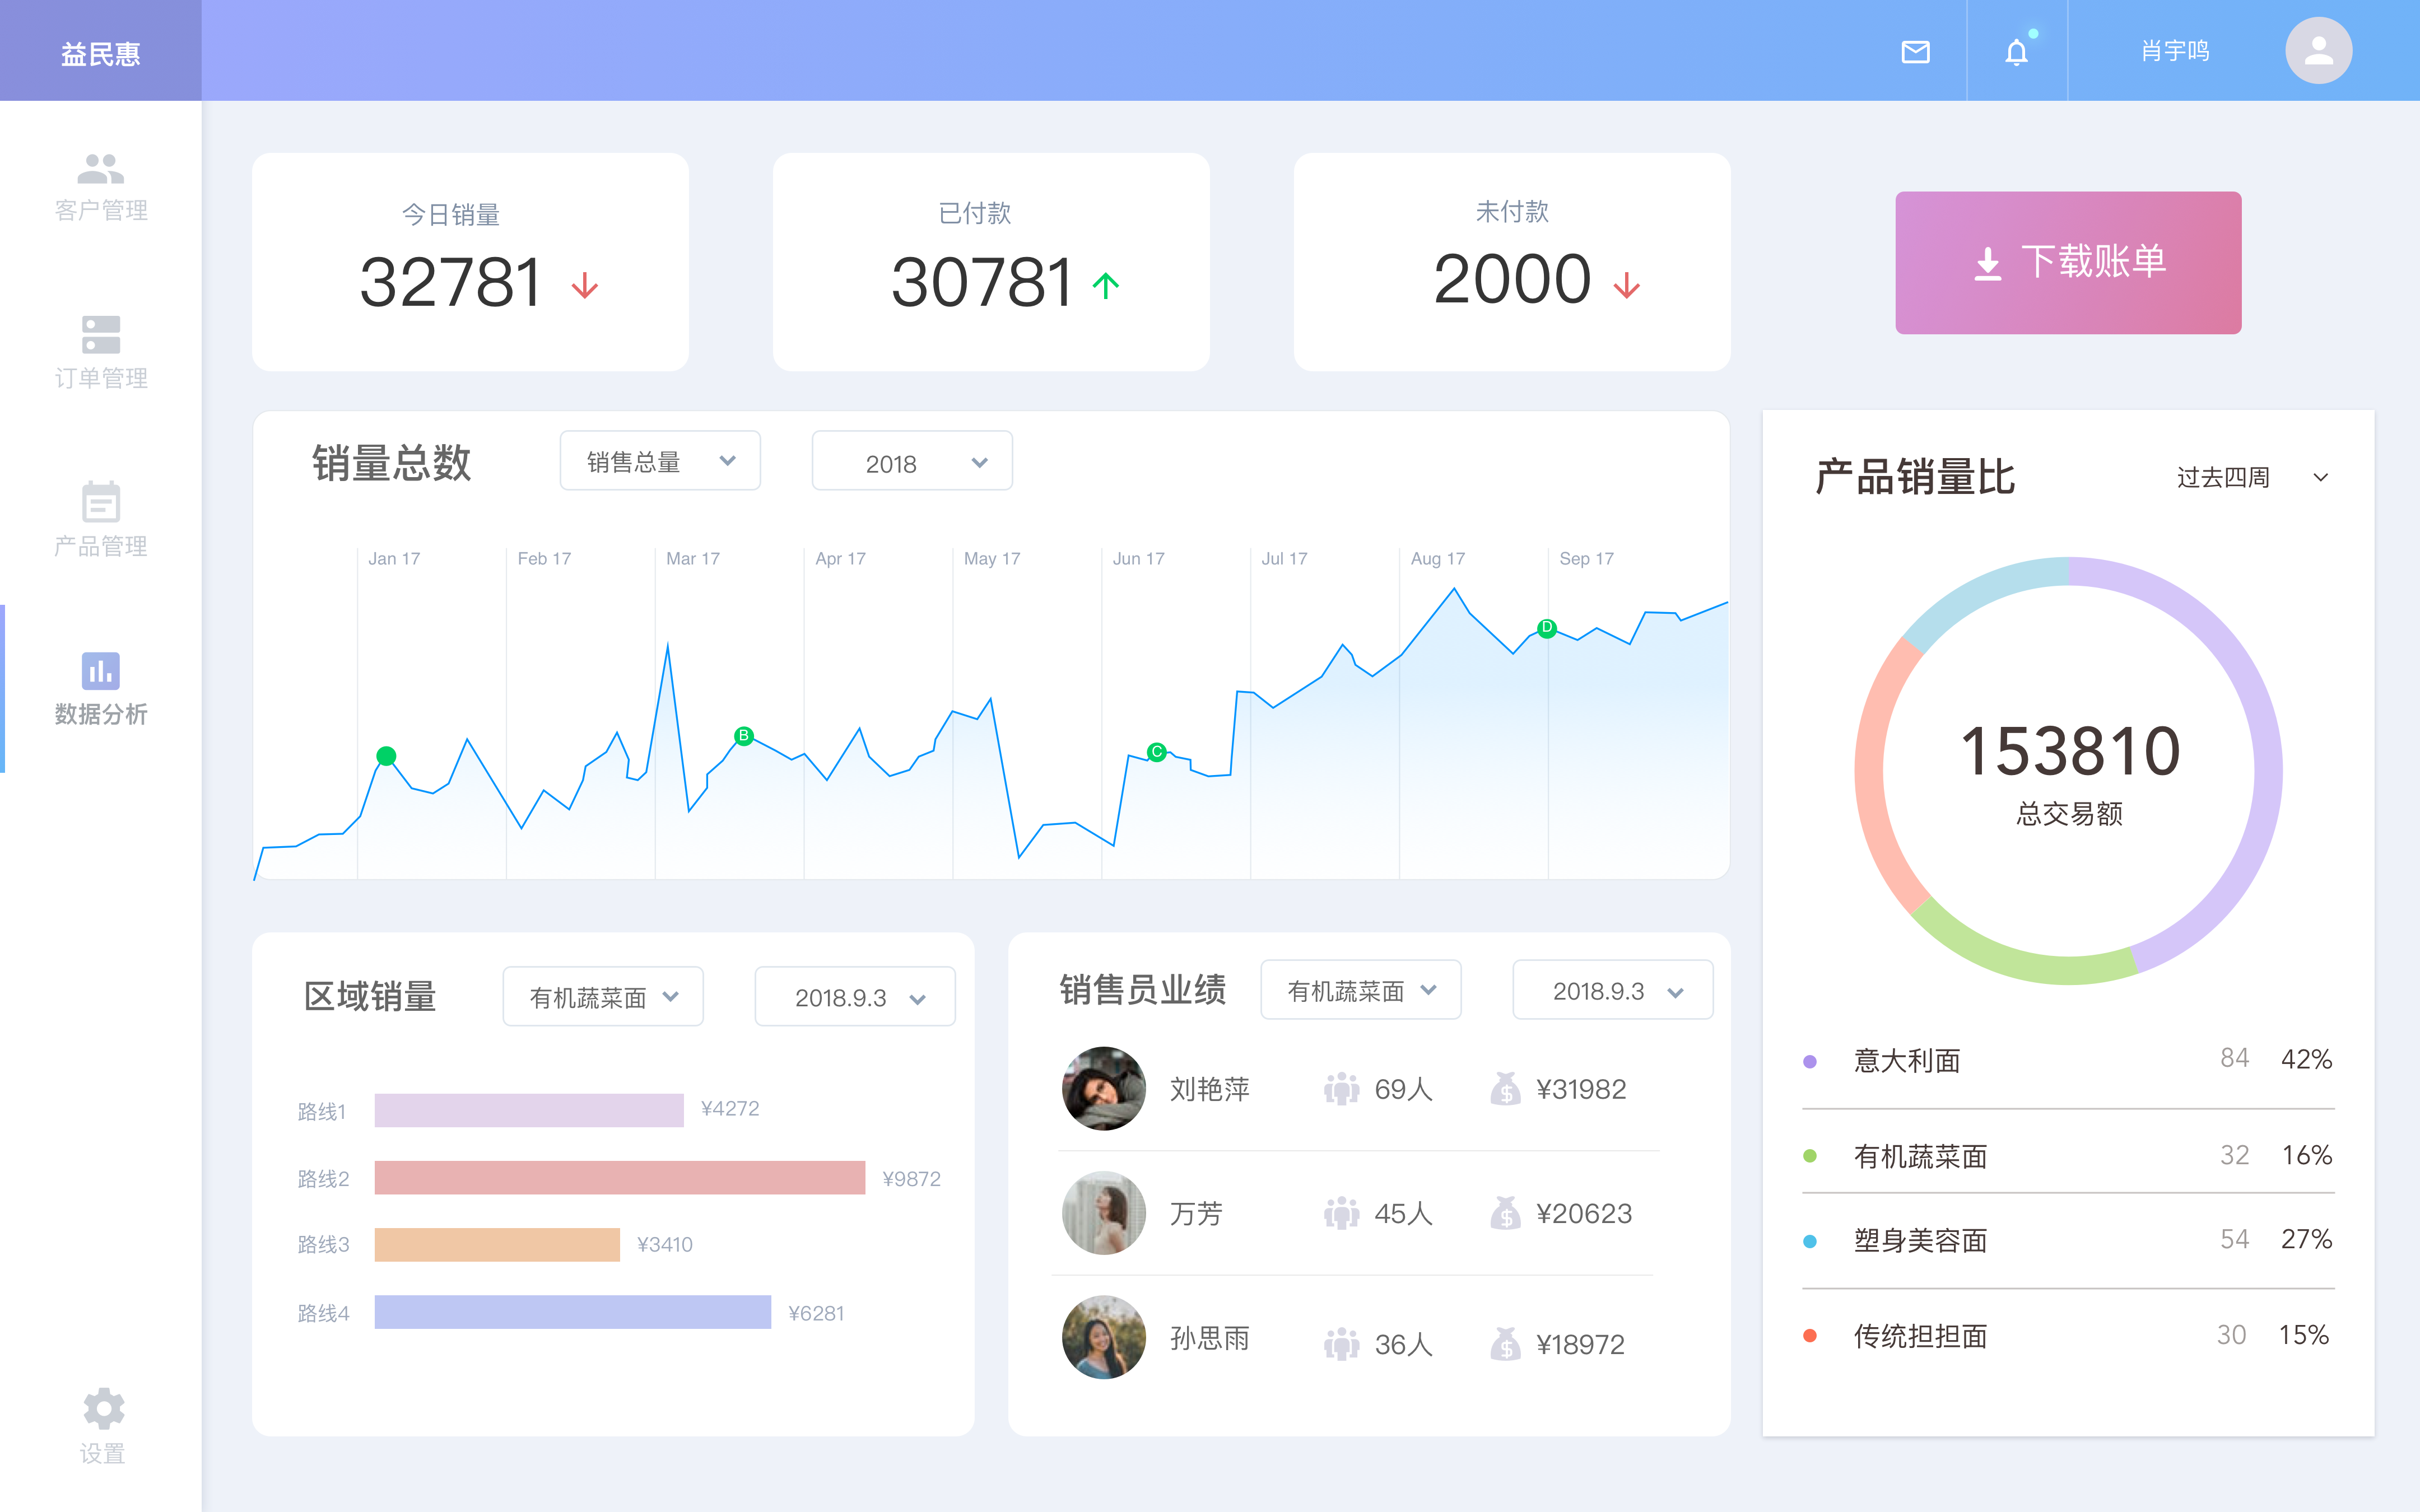 益民惠
肖宇鸣
客户管理
订单管理
产品管理
数据分析
设置
今日销量
32781
已付款
30781
未付款
2000
下载账单
销量总数
销售总量
2018
Jan 17
Feb 17
Mar 17
Apr 17
May 17
Jun 17
Jul 17
Aug 17
Sep 17
B
C
D
产品销量比
过去四周
153810
总交易额
意大利面 84 42%
有机蔬菜面 32 16%
塑身美容面 54 27%
传统担担面 30 15%
区域销量
有机蔬菜面
2018.9.3
路线1 ¥4272
路线2 ¥9872
路线3 ¥3410
路线4 ¥6281
销售员业绩
有机蔬菜面
2018.9.3
刘艳萍 69人 $ ¥31982
万芳 45人 $ ¥20623
孙思雨 36人 $ ¥18972